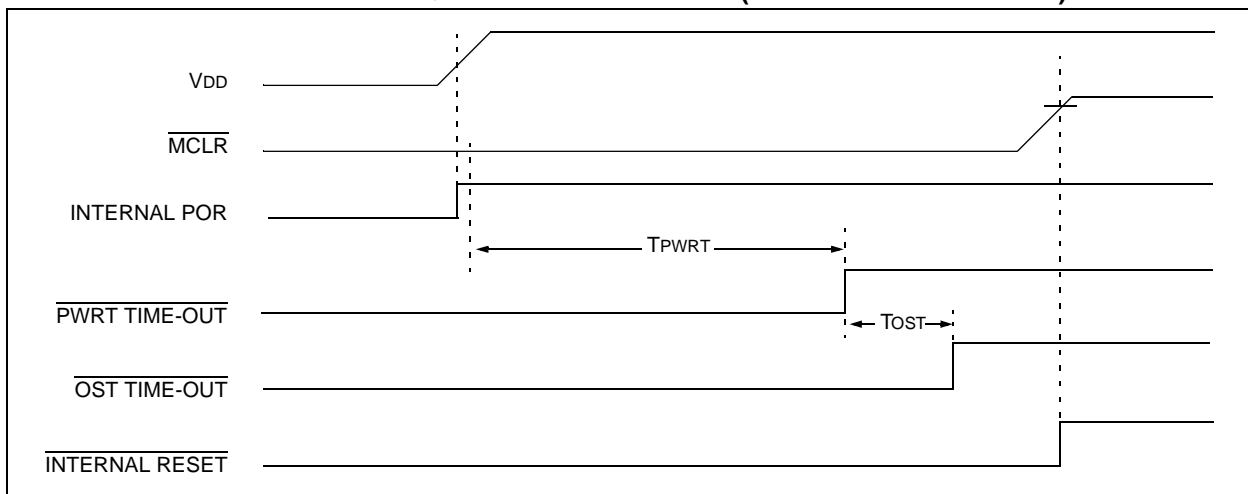 VDD
MCLR
INTERNAL POR
TPWRT
PWRT TIME-OUT
TOST
OST TIME-OUT
INTERNAL RESET